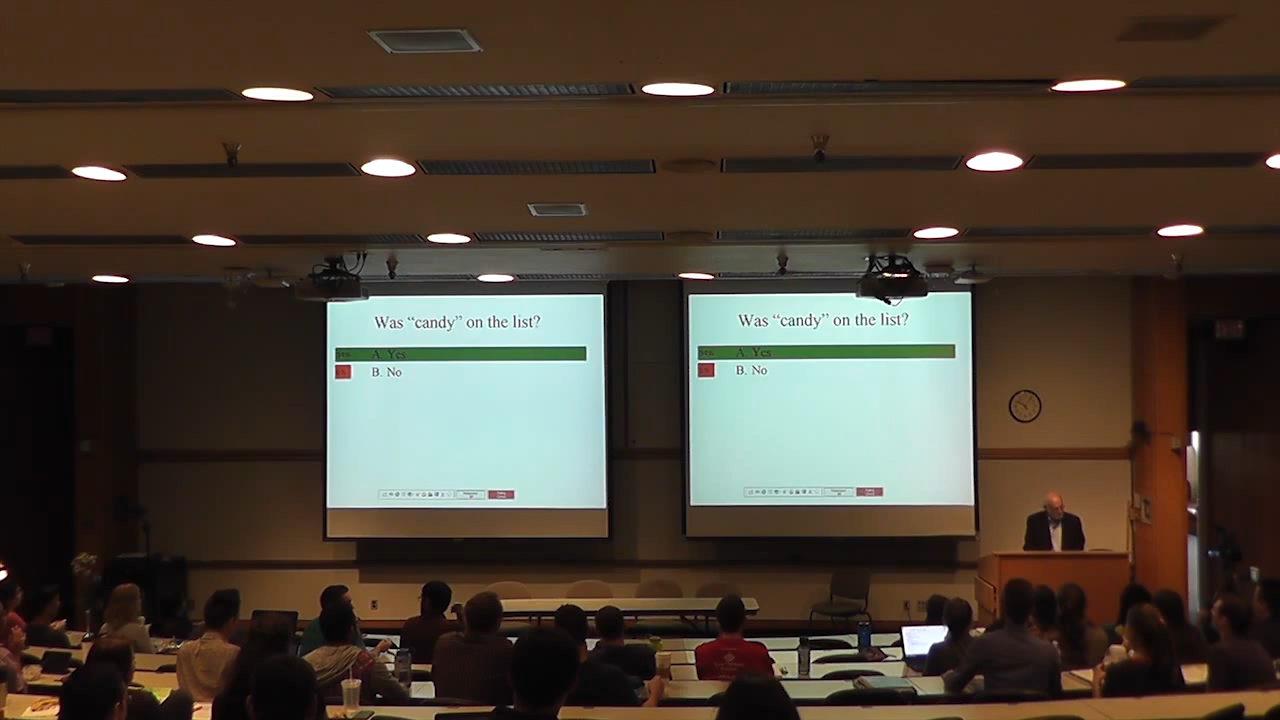 Was “candy” on the list?
A. Yes
B. No
Was “candy” on the list?
A. Yes
B. No